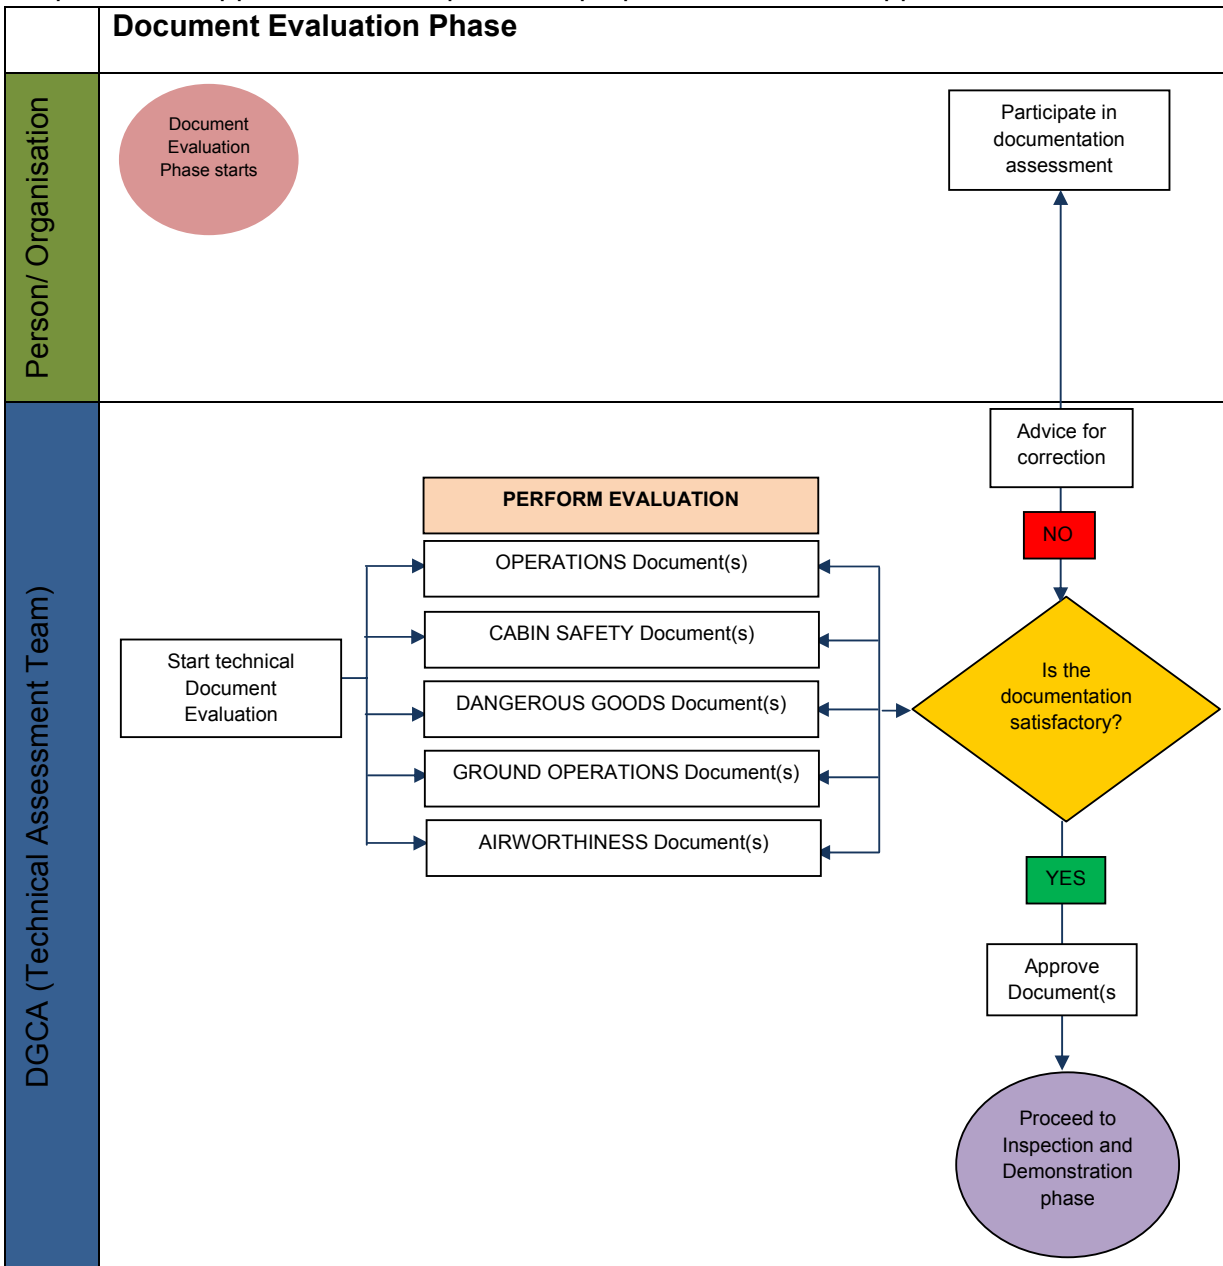 Document Evaluation Phase
Person/ Organisation
Document
Evaluation
Phase starts
Participate in
documentation
assessment
DGCA (Technical Assessment Team)
Advice for
correction
NO
PERFORM EVALUATION
OPERATIONS Document(s)
CABIN SAFETY Document(s)
DANGEROUS GOODS Document(s)
GROUND OPERATIONS Document(s)
AIRWORTHINESS Document(s)
Start technical
Document
Evaluation
Is the
documentation
satisfactory?
YES
Approve
Document(s
Proceed to
Inspection and
Demonstration
phase